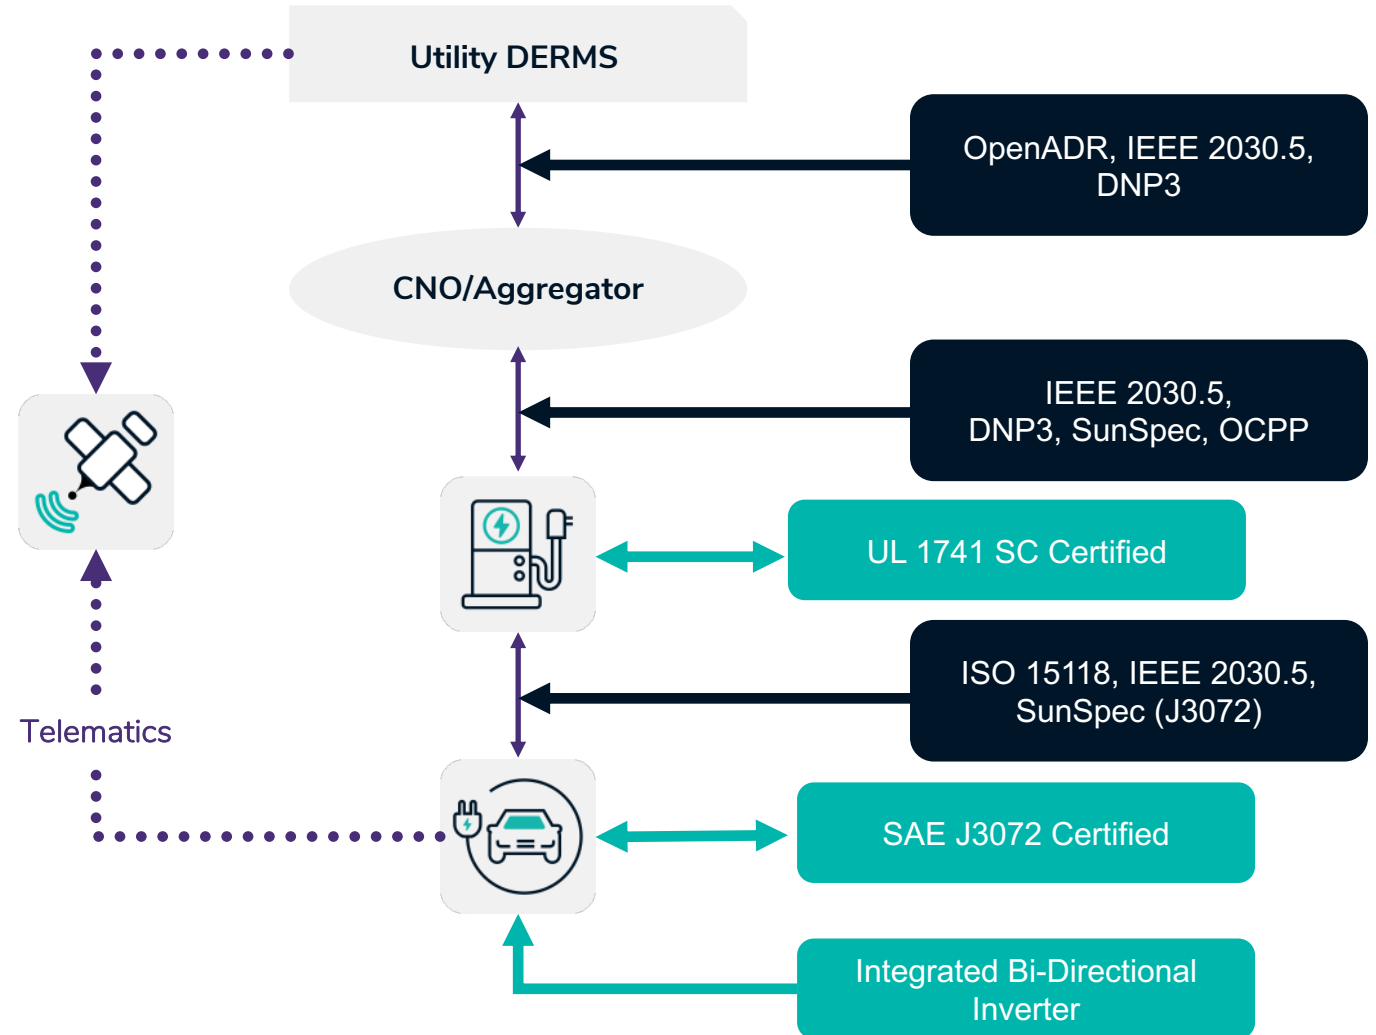 Utility DERMS
OpenADR, IEEE 2030.5,
DNP3
CNO/Aggregator
IEEE 2030.5,
DNP3, SunSpec, OCPP
UL 1741 SC Certified
ISO 15118, IEEE 2030.5,
SunSpec (J3072)
Telematics
SAE J3072 Certified
Integrated Bi-Directional
Inverter